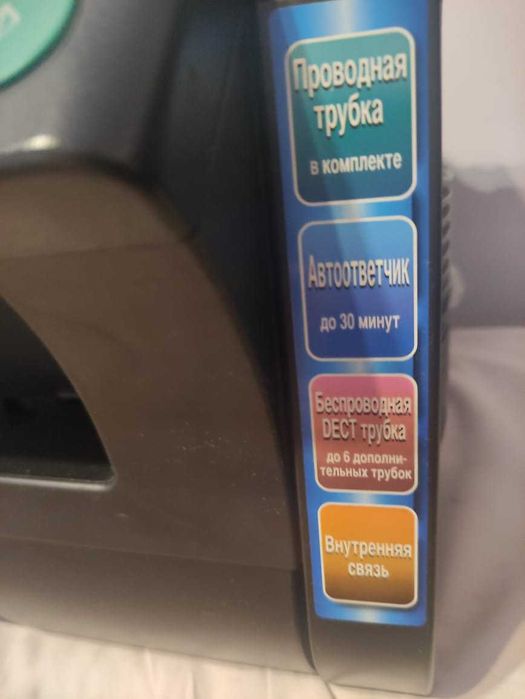 Проводная
трубка
в комплекте
Автоответчик
до 30 минут
Беспроводная
DECT трубка
до 6 дополни-
тельных трубок
Внутренняя
связь